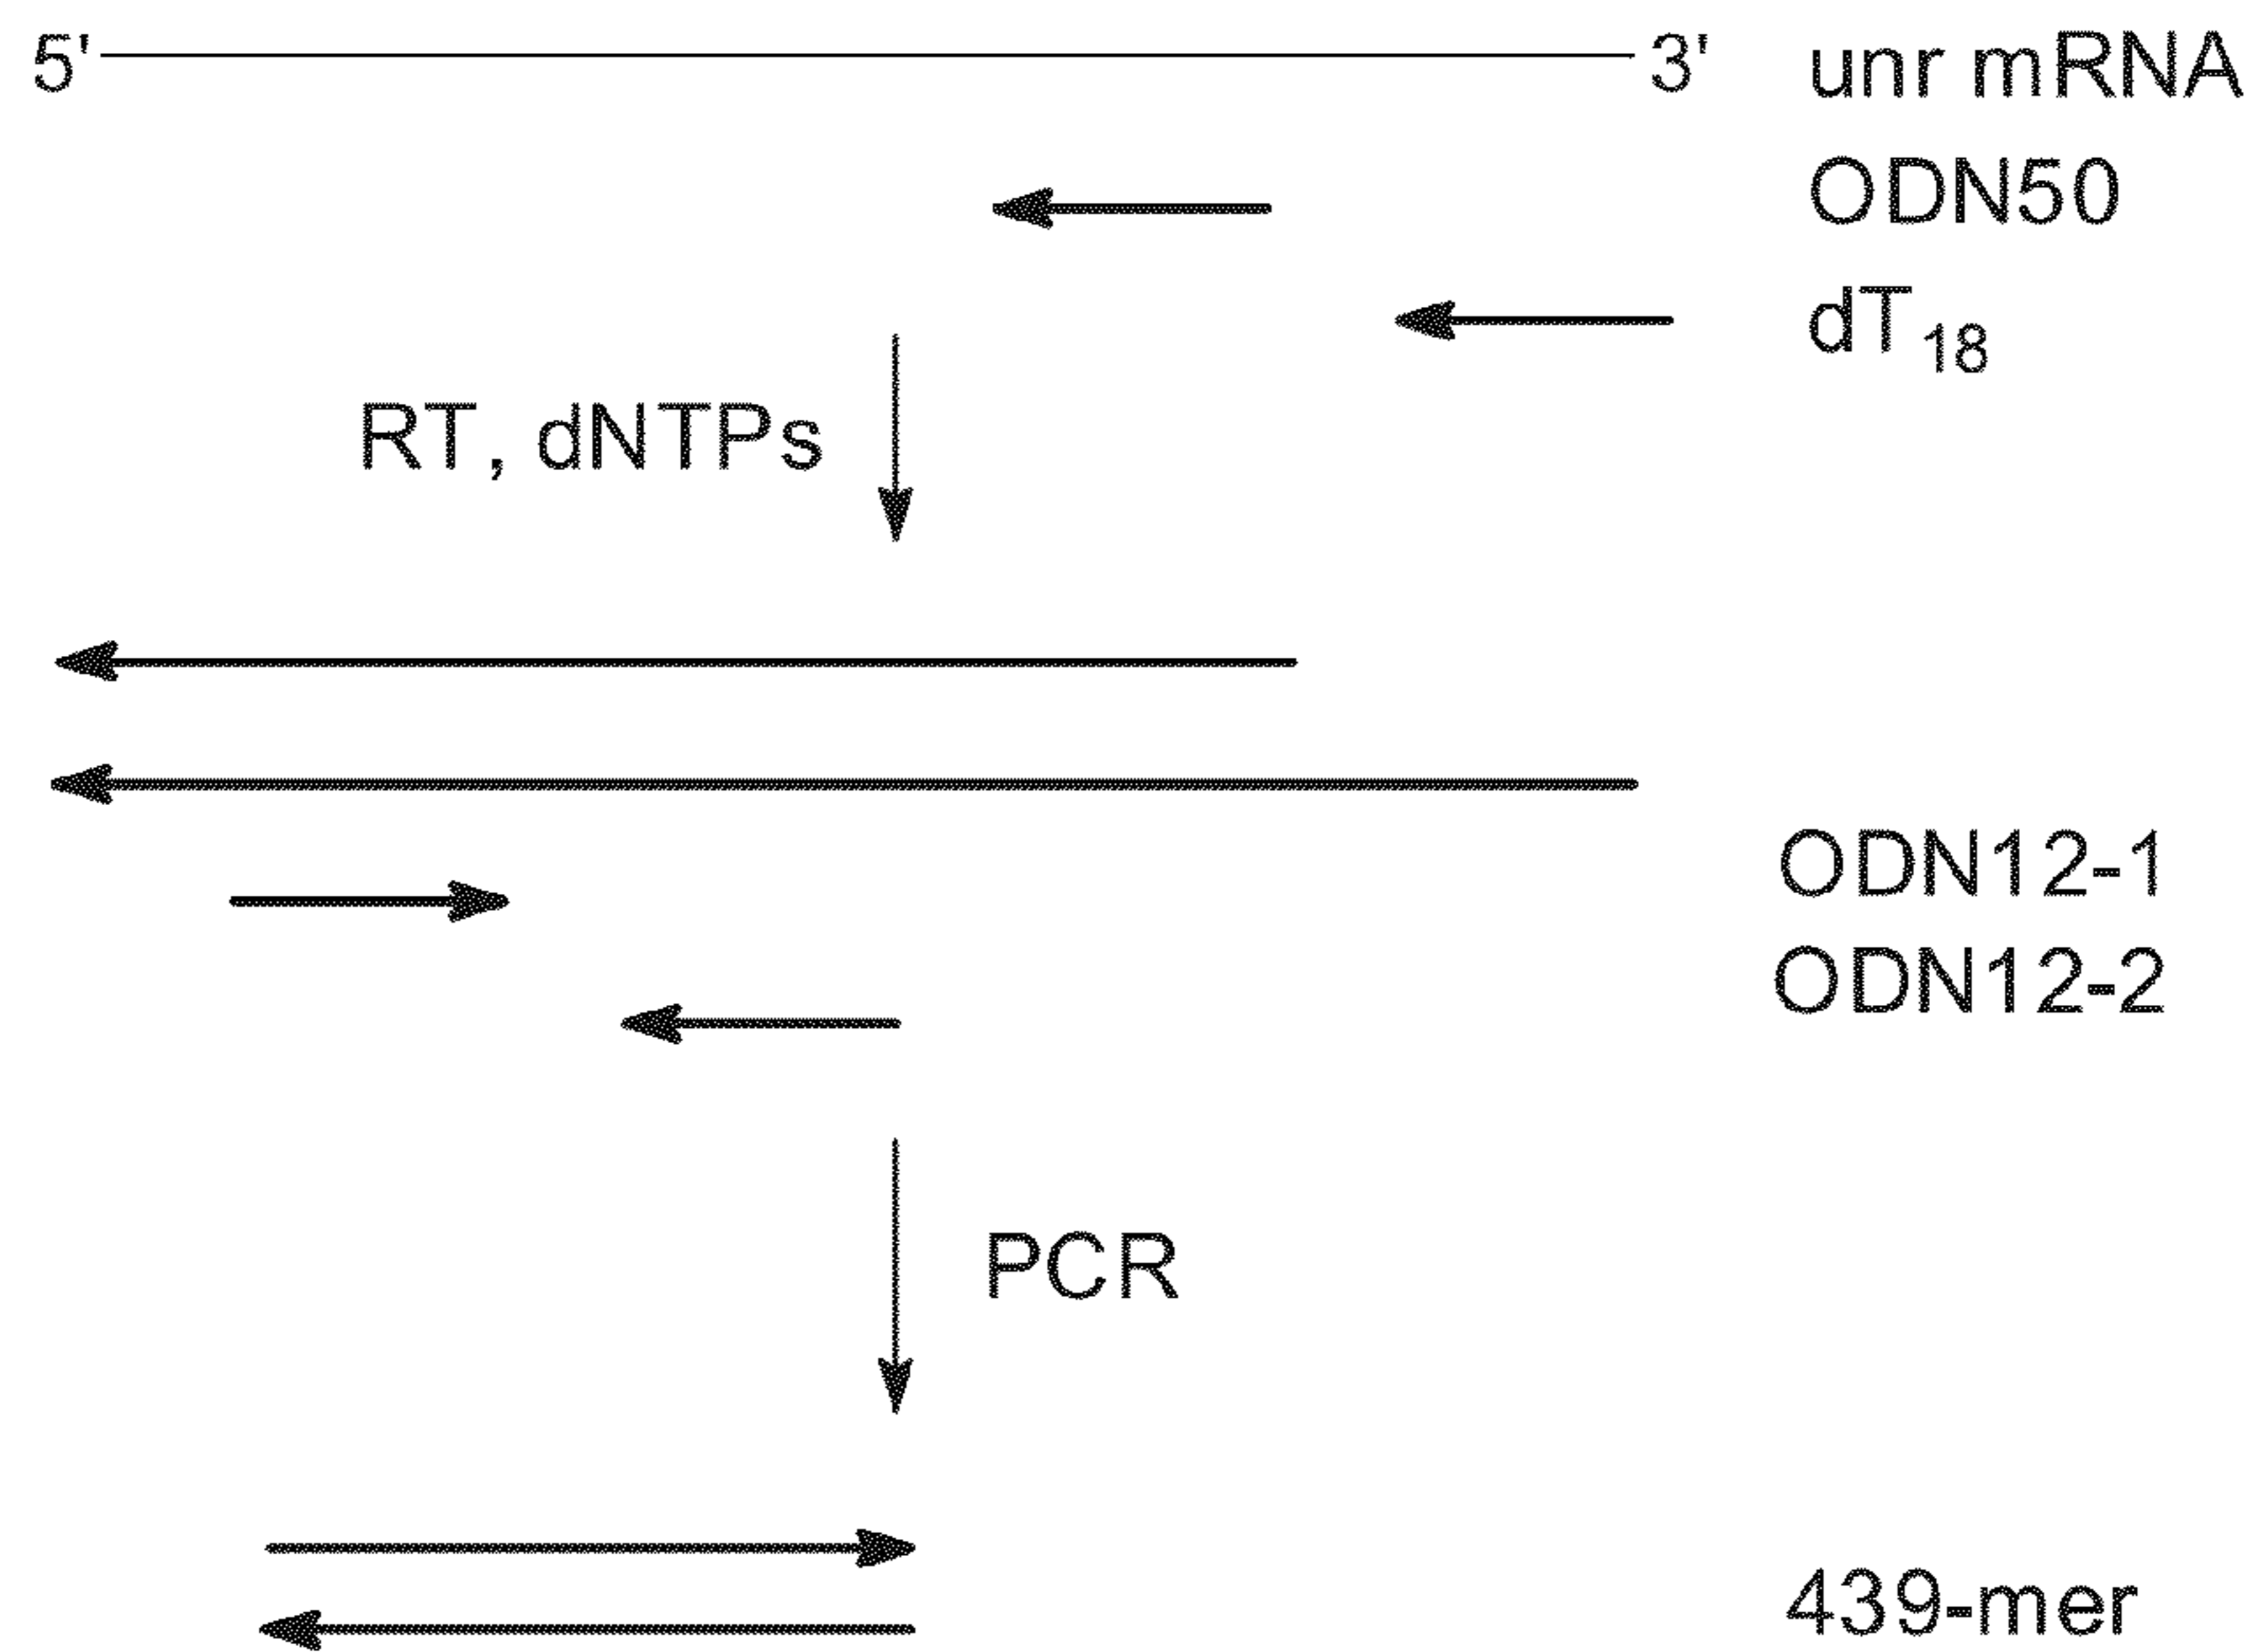 5' 3' unr mRNA
ODN50
dT18
RT, dNTPs
ODN12-1
ODN12-2
PCR
439-mer